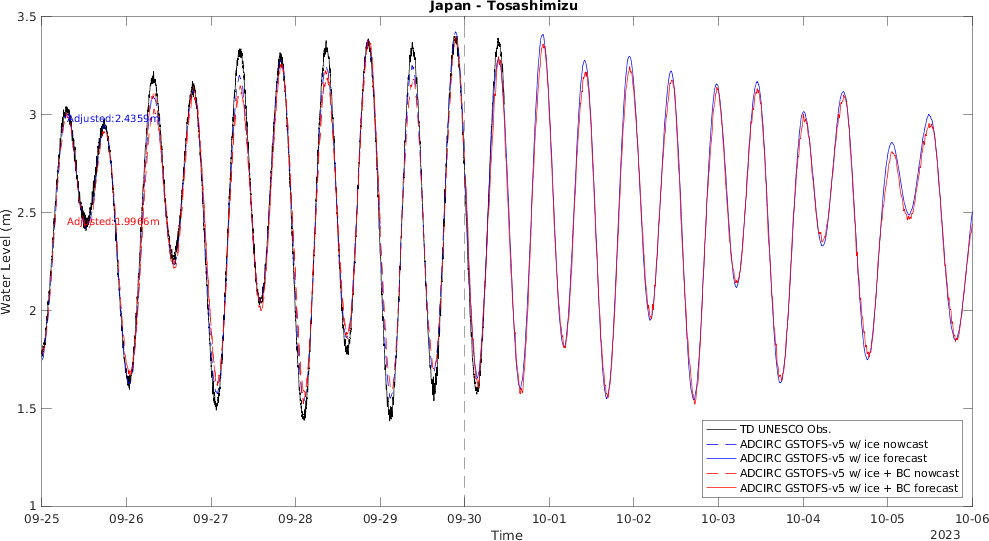 Japan - Tosashimizu
Water Level (m)
3.5
3
2.5
2
1.5
1
Adjusted:2.4359m
Adjusted:1.9966m
TD UNESCO Obs.
ADCIRC GSTOFS-v5 w/ ice nowcast
ADCIRC GSTOFS-v5 w/ ice forecast
ADCIRC GSTOFS-v5 w/ ice + BC nowcast
ADCIRC GSTOFS-v5 w/ ice + BC forecast
09-25 09-26 09-27 09-28 09-29 09-30 10-01 10-02 10-03 10-04 10-05 10-06
Time
2023